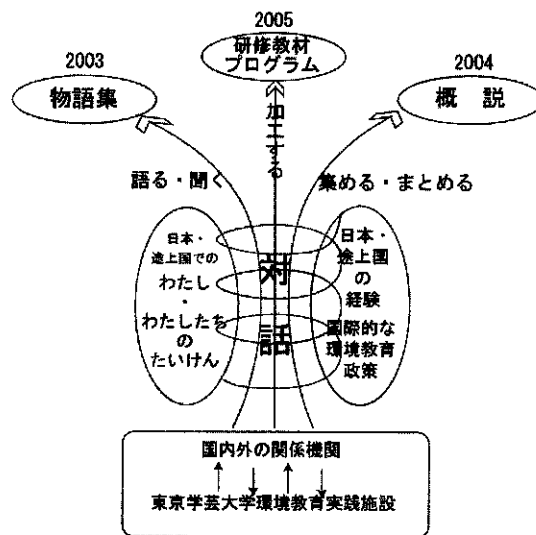 2005
研修教材
プログラム
2003
物語集
2004
概 説
加工する
語る・聞く
集める・まとめる
日本・
途上国での
わたし
・
わたしたち
の
たいけん
対
話
日本・
途上国
の
経験
国際的な
環境教育
政策
国内外の関係機関
東京学芸大学環境教育実践施設